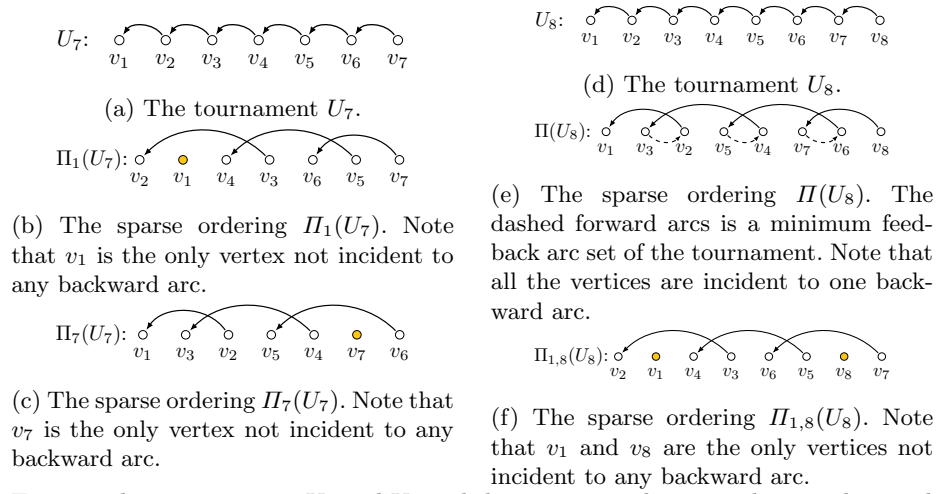 U₇:
v₁ v₂ v₃ v₄ v₅ v₆ v₇
(a) The tournament U₇.
Π₁(U₇):
v₂ v₁ v₄ v₃ v₆ v₅ v₇
(b) The sparse ordering Π₁(U₇). Note
that v₁ is the only vertex not incident to
any backward arc.
Π₇(U₇):
v₁ v₃ v₂ v₅ v₄ v₇ v₆
(c) The sparse ordering Π₇(U₇). Note that
v₇ is the only vertex not incident to any
backward arc.
U₈:
v₁ v₂ v₃ v₄ v₅ v₆ v₇ v₈
(d) The tournament U₈.
Π(U₈):
v₁ v₃ v₂ v₅ v₄ v₇ v₆ v₈
(e) The sparse ordering Π(U₈). The
dashed forward arcs is a minimum feed-
back arc set of the tournament. Note that
all the vertices are incident to one back-
ward arc.
Π₁,₈(U₈):
v₂ v₁ v₄ v₃ v₆ v₅ v₈ v₇
(f) The sparse ordering Π₁,₈(U₈). Note
that v₁ and v₈ are the only vertices not
incident to any backward arc.